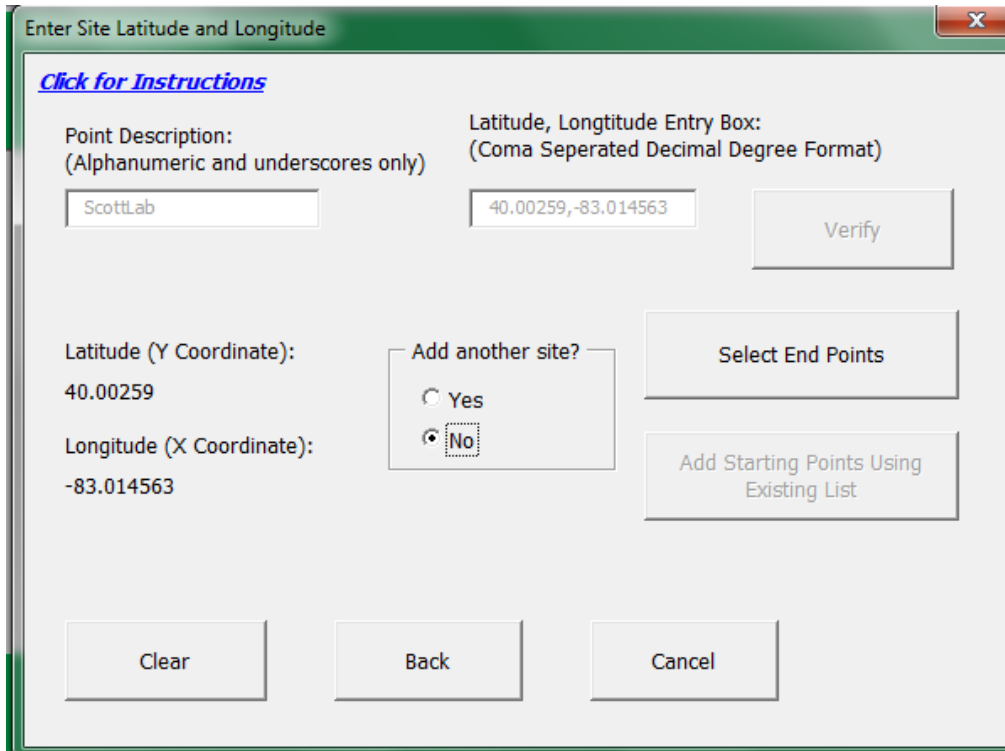 Enter Site Latitude and Longitude
x
Click for Instructions
Point Description:
(Alphanumeric and underscores only)
Latitude, Longtitude Entry Box:
(Coma Seperated Decimal Degree Format)
ScottLab
40.00259,-83.014563
Verify
Latitude (Y Coordinate):
40.00259
Longitude (X Coordinate):
-83.014563
Add another site?
Yes
No
Select End Points
Add Starting Points Using
Existing List
Clear
Back
Cancel